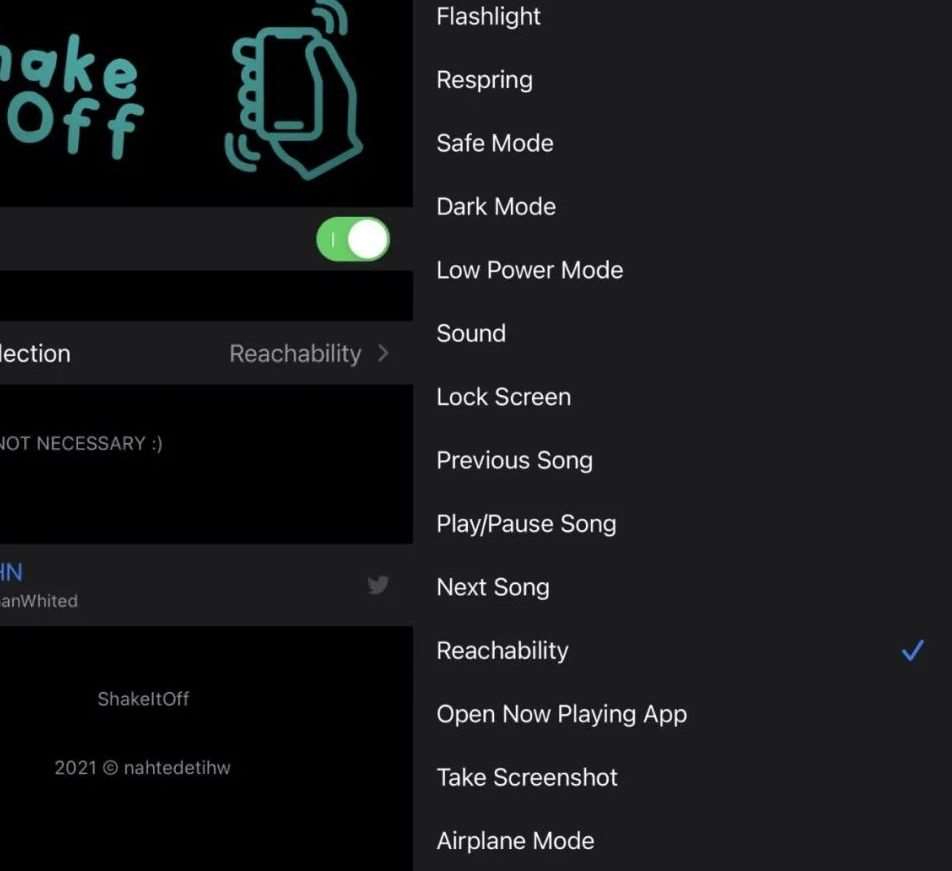 hake
Off
lection
Reachability
NOT NECESSARY :)
HN
anWhited
ShakeItOff
2021 © nahtedetihw
Flashlight
Respring
Safe Mode
Dark Mode
Low Power Mode
Sound
Lock Screen
Previous Song
Play/Pause Song
Next Song
Reachability
Open Now Playing App
Take Screenshot
Airplane Mode